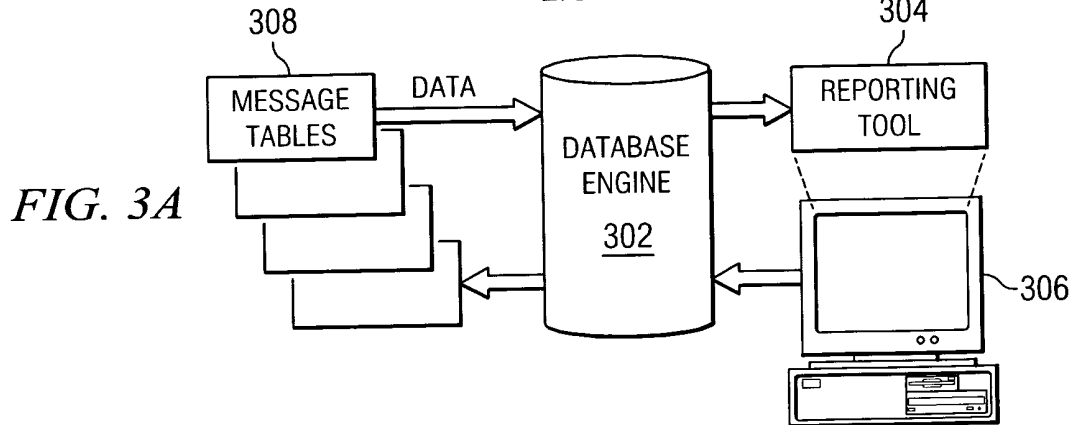 308
304
MESSAGE
TABLES
DATA
REPORTING
TOOL
DATABASE
ENGINE
302
FIG. 3A
306